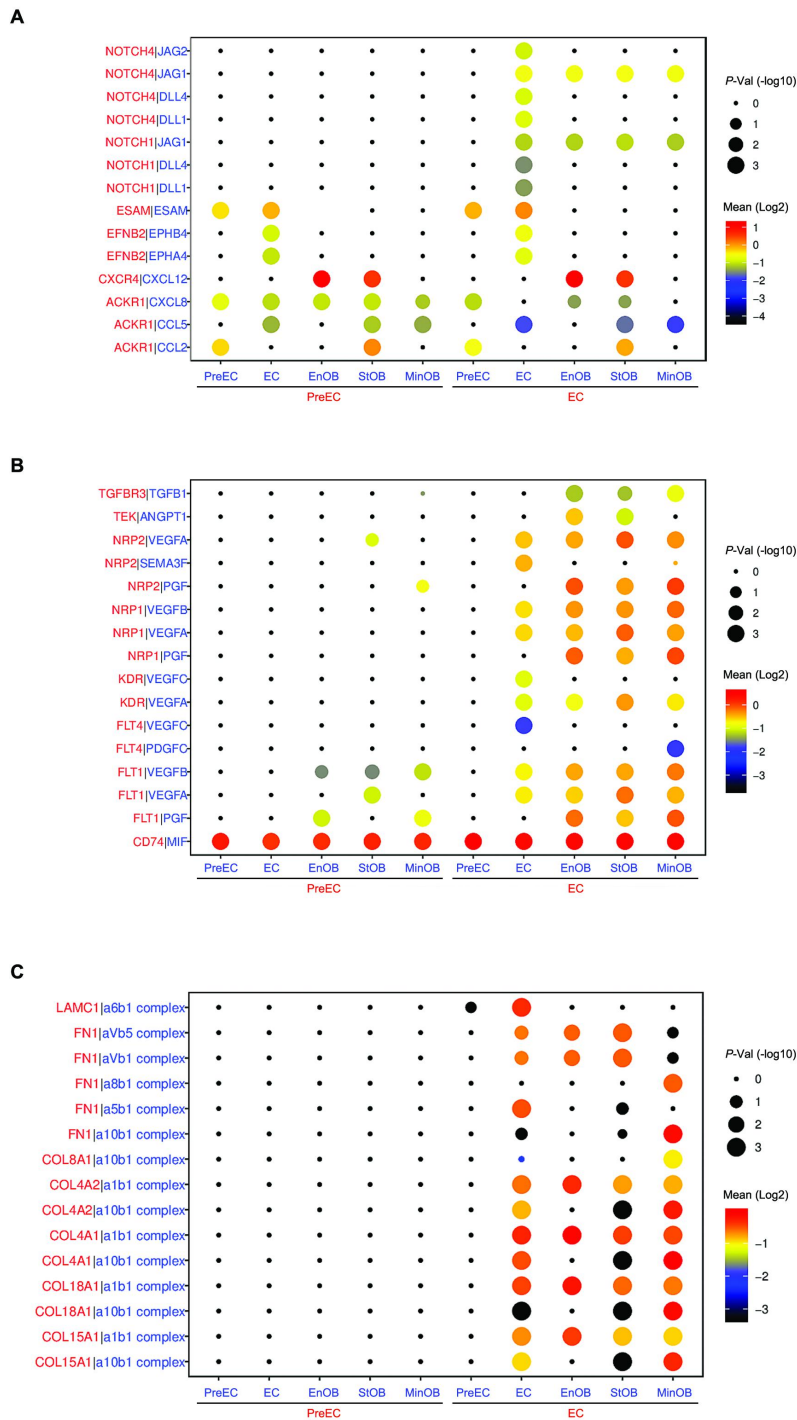 A
NOTCH4|JAG2
NOTCH4|JAG1
NOTCH4|DLL4
NOTCH4|DLL1
NOTCH1|JAG1
NOTCH1|DLL4
NOTCH1|DLL1
ESAM|ESAM
EFNB2|EPHB4
EFNB2|EPHA4
CXCR4|CXCL12
ACKR1|CXCL8
ACKR1|CCL5
ACKR1|CCL2
PreEC EC EnOB StOB MinOB PreEC EC EnOB StOB MinOB
PreEC EC
P-Val (-log10)
0
1
2
3
Mean (Log2)
1
0
−1
−2
−3
−4
B
TGFBR3|TGFB1
TEK|ANGPT1
NRP2|VEGFA
NRP2|SEMA3F
NRP2|PGF
NRP1|VEGFB
NRP1|VEGFA
NRP1|PGF
KDR|VEGFC
KDR|VEGFA
FLT4|VEGFC
FLT4|PDGFC
FLT1|VEGFB
FLT1|VEGFA
FLT1|PGF
CD74|MIF
PreEC EC EnOB StOB MinOB PreEC EC EnOB StOB MinOB
PreEC EC
P-Val (-log10)
0
1
2
3
Mean (Log2)
0
−1
−2
−3
C
LAMC1|a6b1 complex
FN1|aVb5 complex
FN1|aVb1 complex
FN1|a8b1 complex
FN1|a5b1 complex
FN1|a10b1 complex
COL8A1|a10b1 complex
COL4A2|a1b1 complex
COL4A2|a10b1 complex
COL4A1|a1b1 complex
COL4A1|a10b1 complex
COL18A1|a1b1 complex
COL18A1|a10b1 complex
COL15A1|a1b1 complex
COL15A1|a10b1 complex
PreEC EC EnOB StOB MinOB PreEC EC EnOB StOB MinOB
PreEC EC
P-Val (-log10)
0
1
2
3
Mean (Log2)
−1
−2
−3